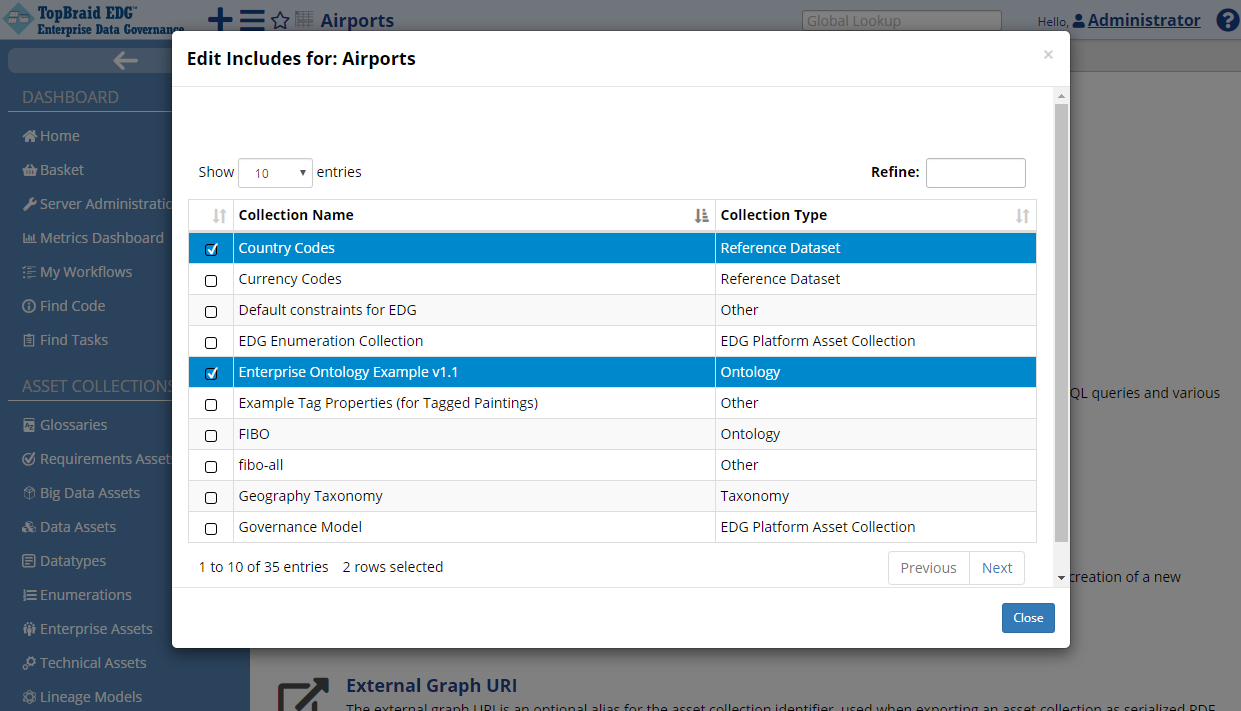 TopBraid EDG™
Enterprise Data Governance
Airports
Global Lookup
Hello, Administrator
?
Edit Includes for: Airports
×
DASHBOARD
Home
Basket
Server Administratio
Metrics Dashboard
My Workflows
Find Code
Find Tasks
ASSET COLLECTIONS
Glossaries
Requirements Asset
Big Data Assets
Data Assets
Datatypes
Enumerations
Enterprise Assets
Technical Assets
Lineage Models
Show 10 entries
Refine:
Collection Name Collection Type
Country Codes Reference Dataset
Currency Codes Reference Dataset
Default constraints for EDG Other
EDG Enumeration Collection EDG Platform Asset Collection
Enterprise Ontology Example v1.1 Ontology
Example Tag Properties (for Tagged Paintings) Other
FIBO Ontology
fibo-all Other
Geography Taxonomy Taxonomy
Governance Model EDG Platform Asset Collection
1 to 10 of 35 entries 2 rows selected
Previous Next
Close
QL queries and various
creation of a new
External Graph URI
The external graph URI is an optional alias for the asset collection identifier, used when exporting an asset collection as serialized RDF